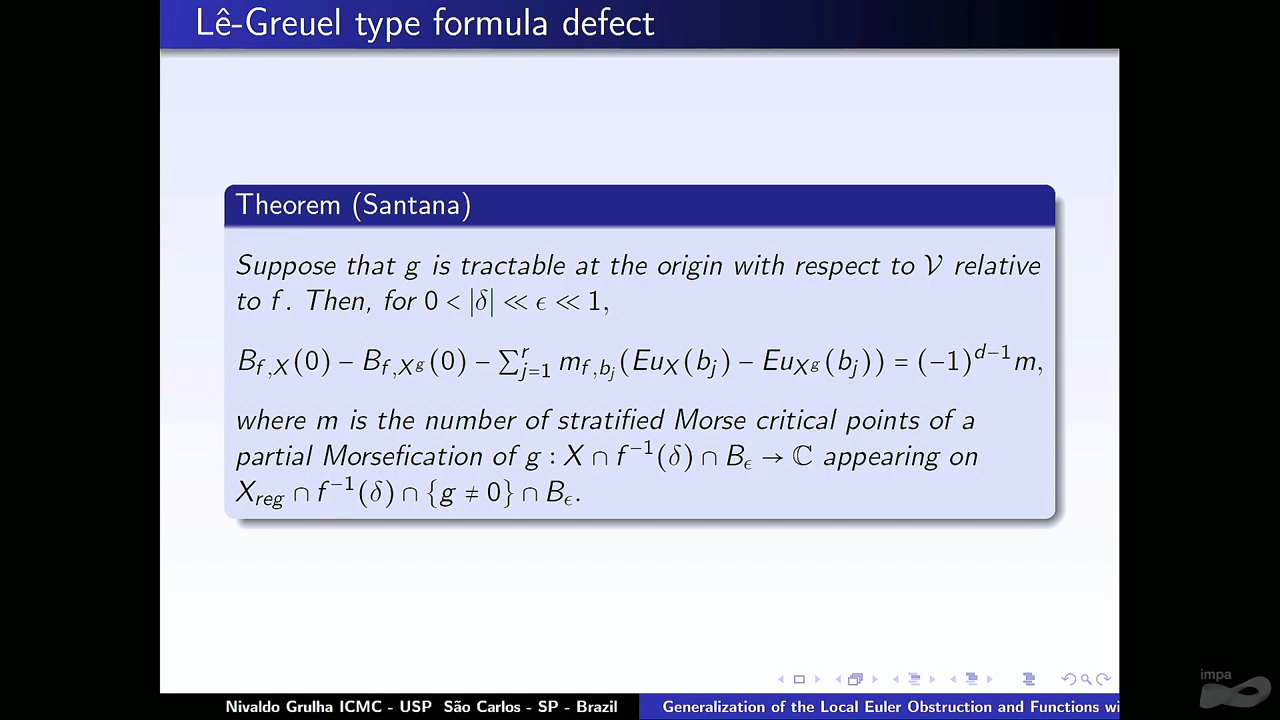 Lê-Greuel type formula defect
Theorem (Santana)
Suppose that g is tractable at the origin with respect to 𝒱 relative
to f. Then, for 0 < |δ| ≪ ϵ ≪ 1,
B_{f,X}(0) − B_{f,X^g}(0) − ∑_{j=1}^{r} m_{f,b_j}(Eu_X(b_j) − Eu_{X^g}(b_j)) = (−1)^{d−1}m,
where m is the number of stratified Morse critical points of a
partial Morsefication of g : X ∩ f^{−1}(δ) ∩ B_ϵ → ℂ appearing on
X_{reg} ∩ f^{−1}(δ) ∩ {g ≠ 0} ∩ B_ϵ.
impa
Nivaldo Grulha ICMC - USP São Carlos - SP - Brazil
Generalization of the Local Euler Obstruction and Functions wi